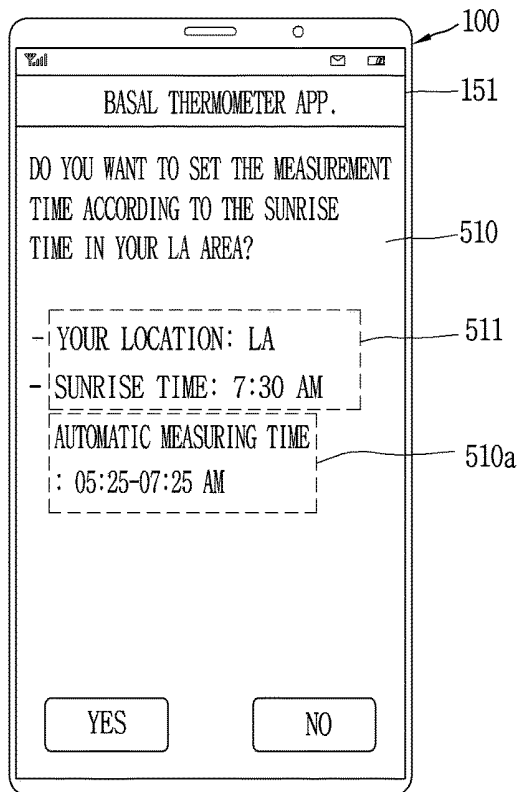 100
151
BASAL THERMOMETER APP.
DO YOU WANT TO SET THE MEASUREMENT
TIME ACCORDING TO THE SUNRISE
TIME IN YOUR LA AREA?
510
- YOUR LOCATION: LA
511
- SUNRISE TIME: 7:30 AM
AUTOMATIC MEASURING TIME
510a
: 05:25-07:25 AM
YES
NO